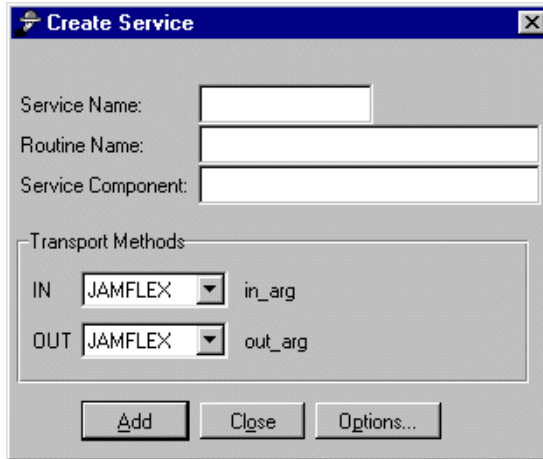 Create Service
Service Name:
Routine Name:
Service Component:
Transport Methods
IN JAMFLEX in_arg
OUT JAMFLEX out_arg
Add Close Options...